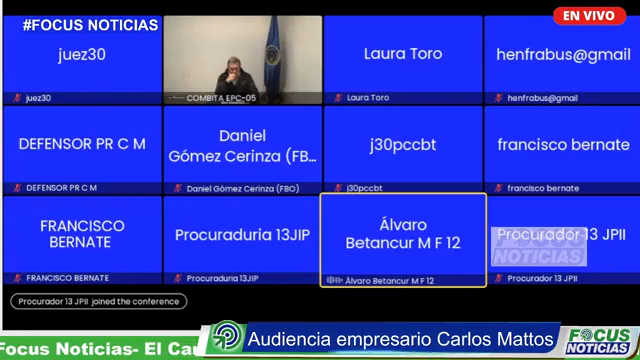 #FOCUS NOTICIAS
EN VIVO
juez30
Laura Toro
henfrabus@gmail
juez30
COMBITA EPC-05
Laura Toro
henfrabus@gmail
DEFENSOR PR C M
Daniel
Gómez Cerinza (FB...
j30pccbt
francisco bernate
DEFENSOR PR C M
Daniel Gómez Cerinza (FBO)
j30pccbt
francisco bernate
FRANCISCO
BERNATE
Procuraduria 13JIP
Álvaro
Betancur M F 12
Procurador 13 JPII
FOCUS
NOTICIAS
FRANCISCO BERNATE
Procuraduria 13JIP
Álvaro Betancur M F 12
Procurador 13 JPII
Procurador 13 JPII joined the conference
Audiencia empresario Carlos Mattos
FOCUS
NOTICIAS
Focus Noticias- El Ca